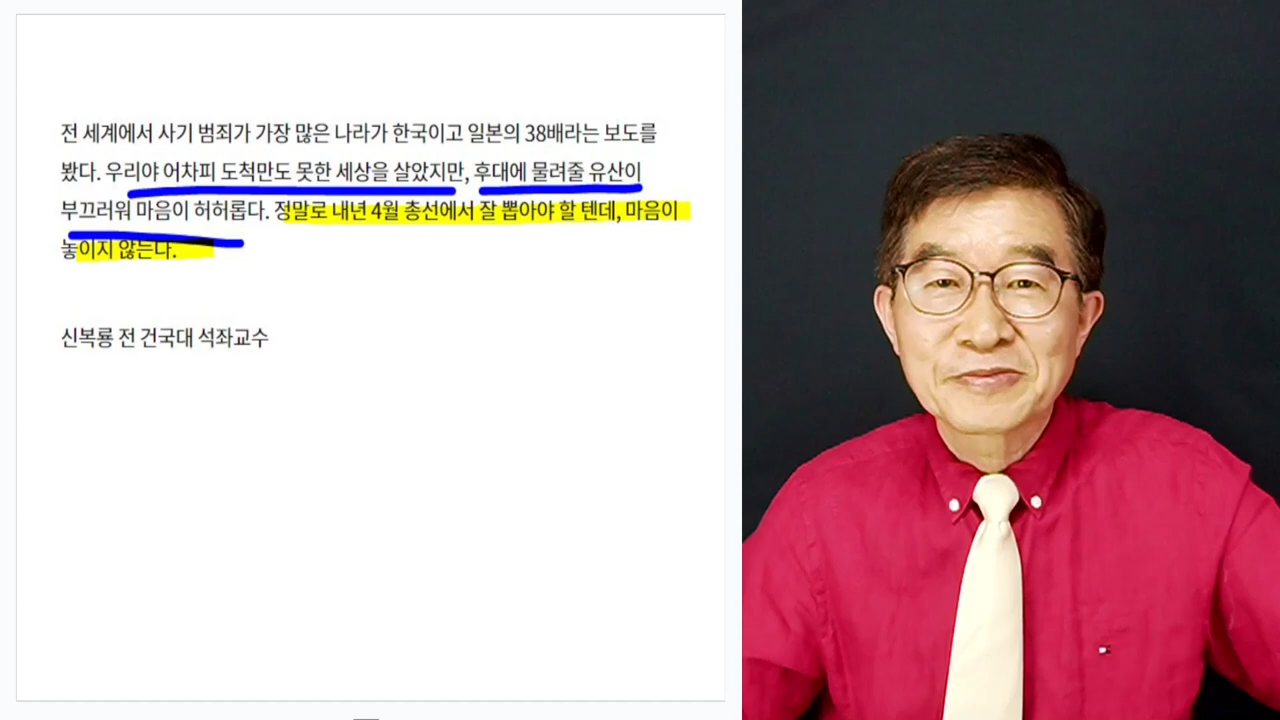 전 세계에서 사기 범죄가 가장 많은 나라가 한국이고 일본의 38배라는 보도를
봤다. 우리야 어차피 도척만도 못한 세상을 살았지만, 후대에 물려줄 유산이
부끄러워 마음이 허허롭다. 정말로 내년 4월 총선에서 잘 뽑아야 할 텐데, 마음이
놓이지 않는다.
신복룡 전 건국대 석좌교수